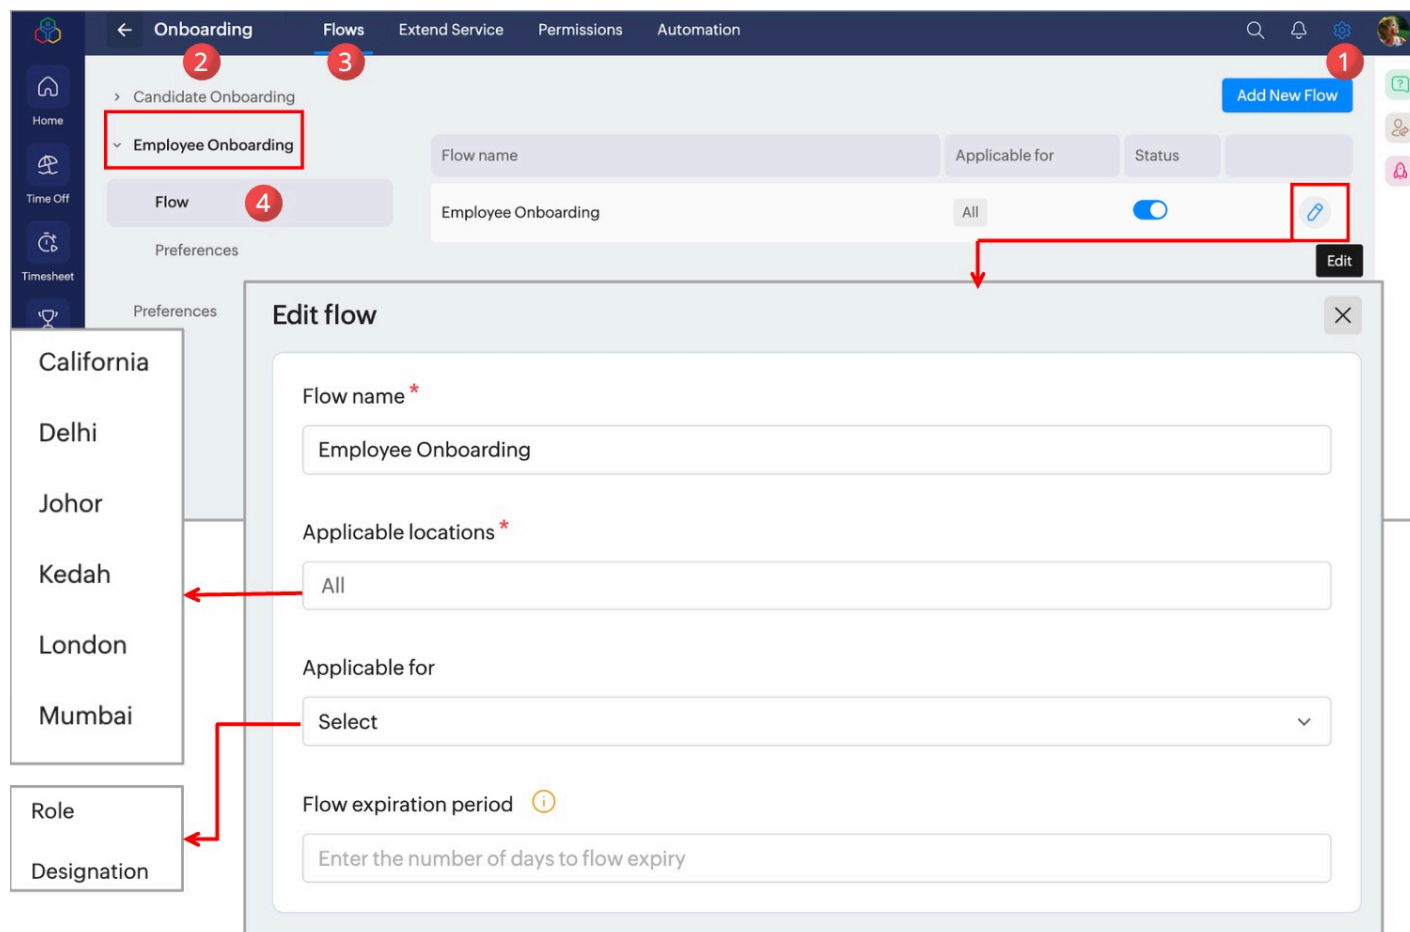 Onboarding
Flows
Extend Service
Permissions
Automation
2
3
1
Home
Candidate Onboarding
Add New Flow
Employee Onboarding
Flow name
Applicable for
Status
Time Off
Flow
4
Employee Onboarding
All
Preferences
Edit
Timesheet
Preferences
Edit flow
California
Delhi
Johor
Kedah
London
Mumbai
Role
Designation
Flow name *
Employee Onboarding
Applicable locations *
All
Applicable for
Select
Flow expiration period
Enter the number of days to flow expiry